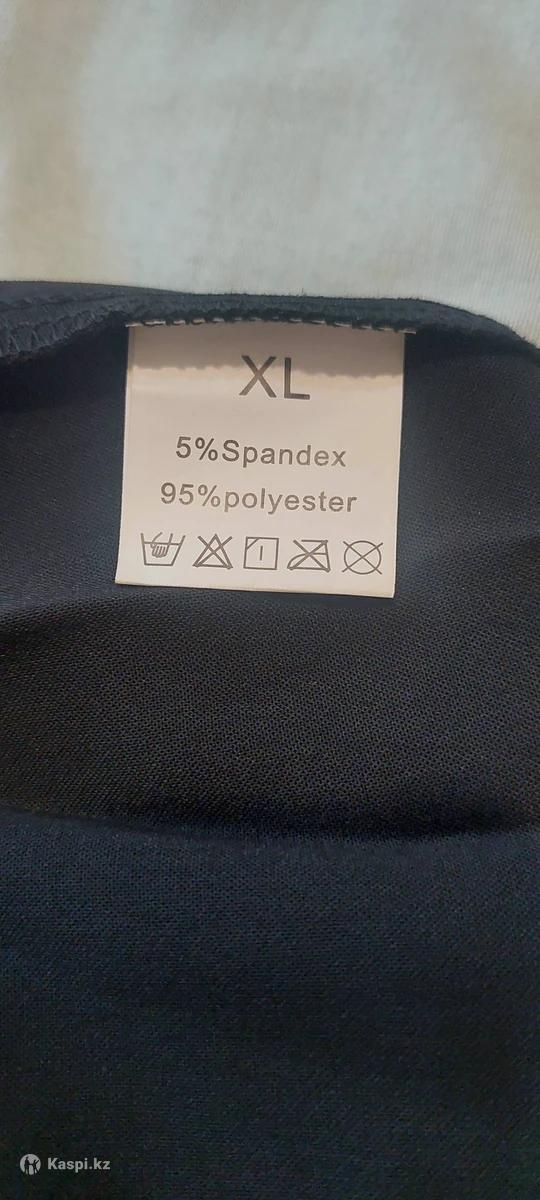 XL
5%Spandex
95%polyester
Kaspi.kz